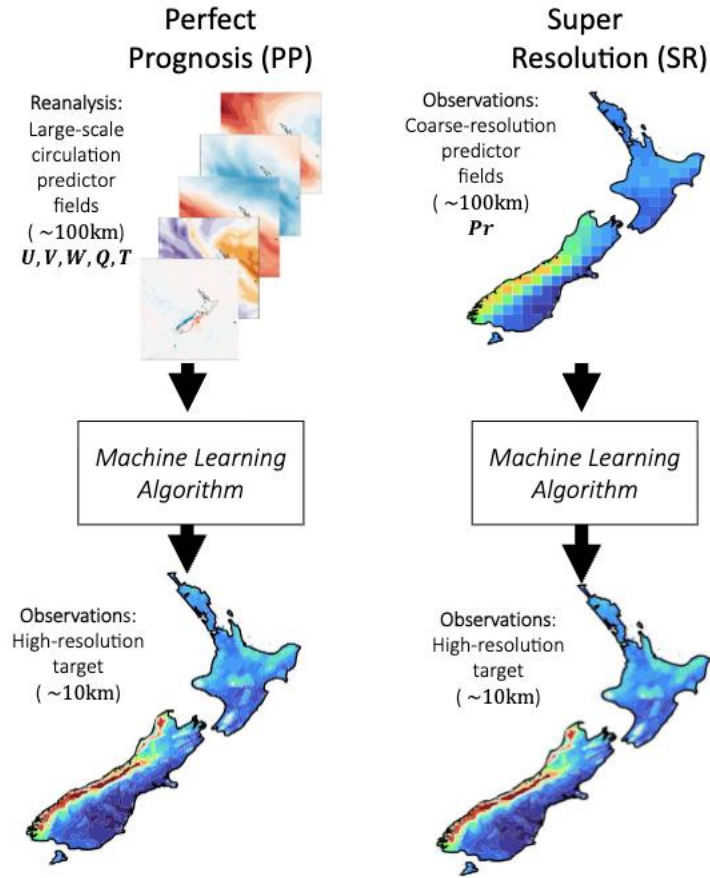 Perfect
Prognosis (PP)
Reanalysis:
Large-scale
circulation
predictor
fields
( ~100km)
U, V, W, Q, T
Machine Learning
Algorithm
Observations:
High-resolution
target
( ~10km)
Super
Resolution (SR)
Observations:
Coarse-resolution
predictor
fields
( ~100km)
Pr
Machine Learning
Algorithm
Observations:
High-resolution
target
( ~10km)